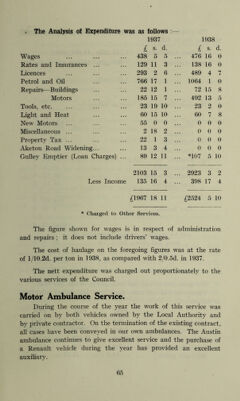 . The Analysis of Expenditure was as follows :—
1937 1938
£ s. d. £ s. d.
Wages ... 438 5 5 ... 476 16 0
Rates and Insurances ... ... 129 11 3 ... 138 16 0
Licences ... 293 2 6 ... 489 4 7
Petrol and Oil ... 766 17 1 ... 1064 1 0
Repairs—Buildings ... 22 12 1 ... 72 15 8
Motors ... 185 15 7 ... 492 13 5
Tools, etc. ... ... 23 19 10 ... 23 2 0
Light and Heat ... 60 15 10 ... 60 7 8
New Motors ... ... 55 0 0 ... 0 0 0
Miscellaneous ... ... 2 18 2 ... 0 0 0
Property Tax ... ... 22 1 3 ... 0 0 0
Aketon Road Widening... ... 13 3 4 ... 0 0 0
Gulley Emptier (Loan Charges) ... 89 12 11 ... *107 5 10
2103 15 3 ... 2923 3 2
Less Income 135 16 4 ... 398 17 4
£1967 18 11 £2524 5 10
* Charged to Other Services.
The figure shown for wages is in respect of administration
and repairs ; it does not include drivers' wages.
The cost of haulage on the foregoing figures was at the rate
of 1/10.2d. per ton in 1938, as compared with 2/0.5d. in 1937.
The nett expenditure was charged out proportionately to the
various services of the Council.
Motor Ambulance Service.
During the course of the year the work of this service was
carried on by both vehicles owned by the Local Authority and
by private contractor. On the termination of the existing contract,
all cases have been conveyed in our own ambulances. The Austin
ambulance continues to give excellent service and the purchase of
a Renault vehicle during the year has provided an excellent
auxiliary.
65